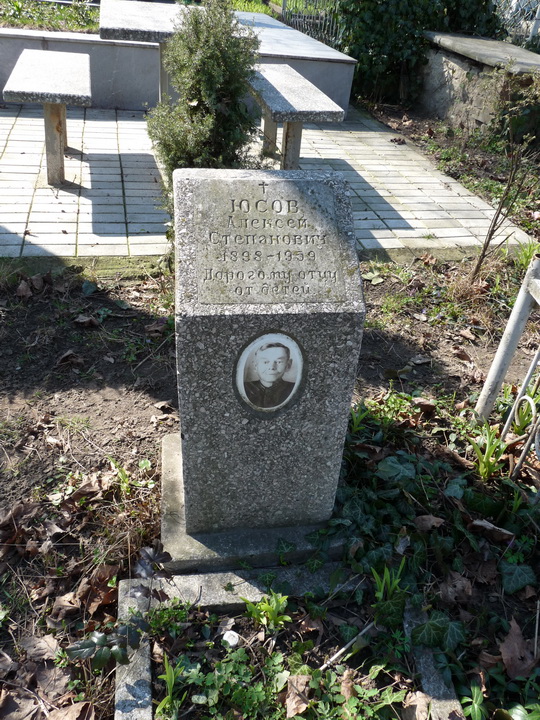 ЮСОВ
Алексей
Степанович
1898-1959
Дорогому отцу
от детей